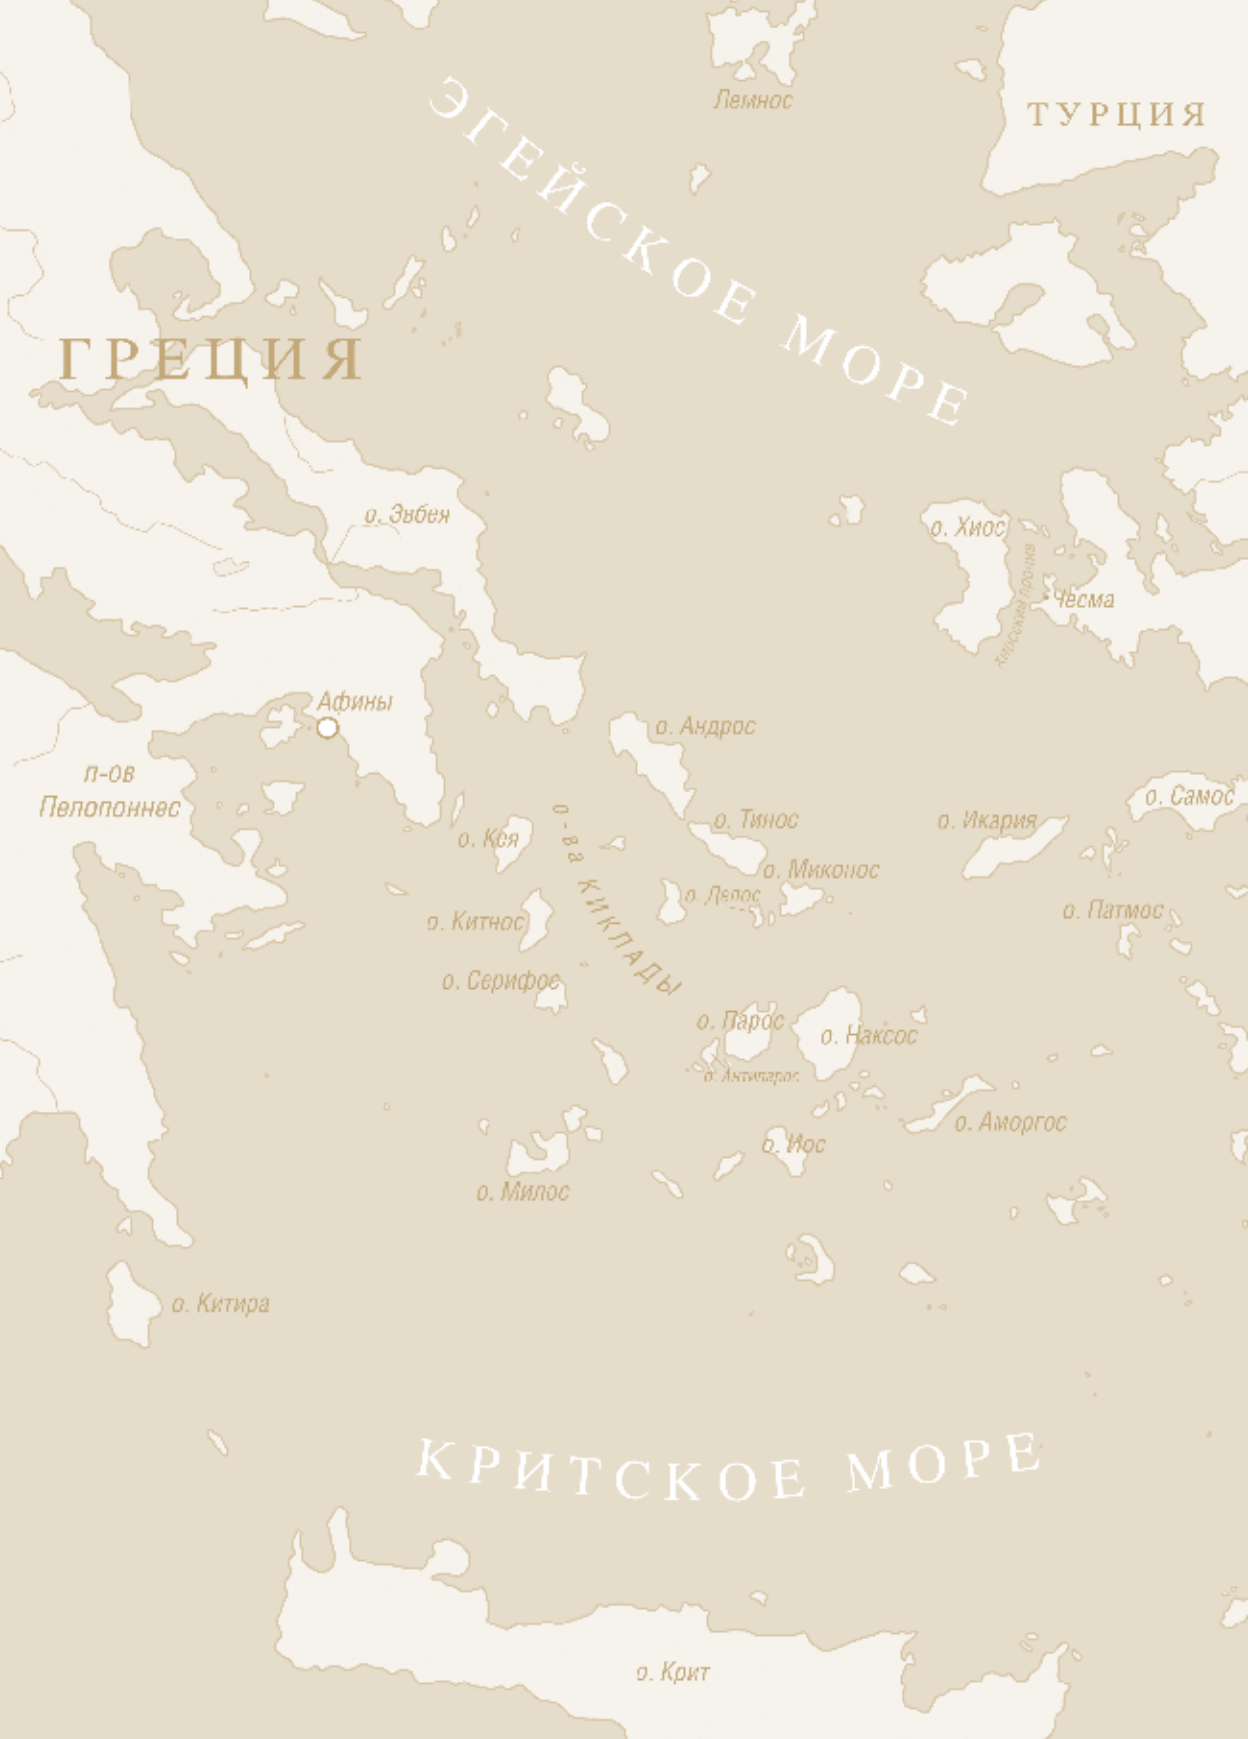 Лемнос
ТУРЦИЯ
ЭГЕЙСКОЕ МОРЕ
ГРЕЦИЯ
о. Эвбея
о. Хиос
Хиосский пролив
Чесма
Афины
о. Андрос
п-ов
Пелопоннес
о. Самос
о. Тинос
о. Икария
о. Кея
о-ва КИКЛАДЫ
о. Миконос
о. Делос
о. Патмос
о. Китнос
о. Серифос
о. Парос
о. Наксос
о. Антипарос
о. Аморгос
о. Иос
о. Милос
о. Китира
КРИТСКОЕ МОРЕ
о. Крит